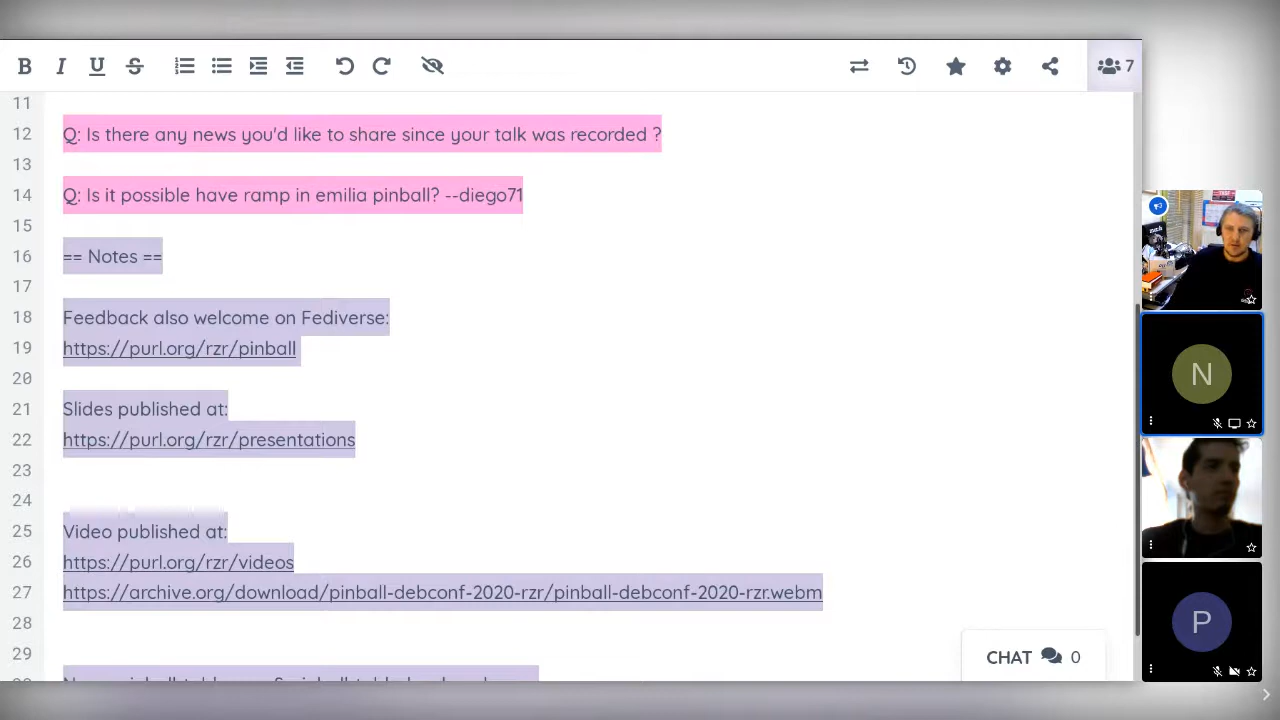 7
11
12 Q: Is there any news you'd like to share since your talk was recorded ?
13
14 Q: Is it possible have ramp in emilia pinball? --diego71
15
16 == Notes ==
17
18 Feedback also welcome on Fediverse:
19 https://purl.org/rzr/pinball
20
21 Slides published at:
22 https://purl.org/rzr/presentations
23
24
25 Video published at:
26 https://purl.org/rzr/videos
27 https://archive.org/download/pinball-debconf-2020-rzr/pinball-debconf-2020-rzr.webm
28
29
CHAT 0
N
P